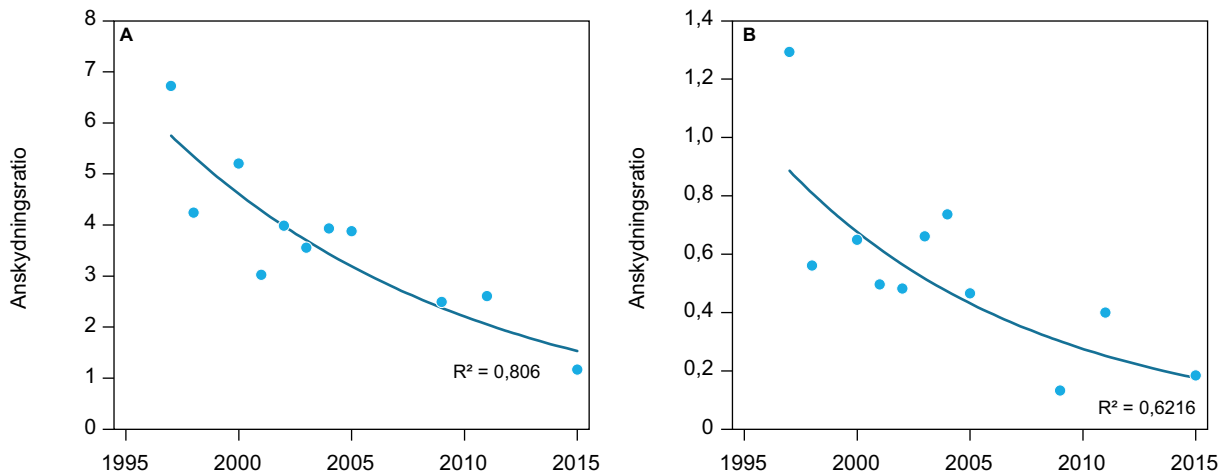 A
Anskydningsratio
8
7
6
5
4
3
2
1
0
R² = 0,806
1995 2000 2005 2010 2015
B
Anskydningsratio
1,4
1,2
1,0
0,8
0,6
0,4
0,2
0
R² = 0,6216
1995 2000 2005 2010 2015